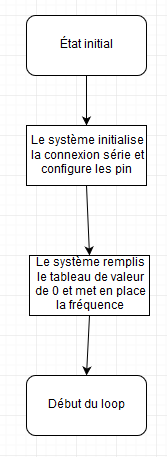 État initial
Le système initialise
la connexion série et
configure les pin
Le système remplis
le tableau de valeur
de 0 et met en place
la fréquence
Début du loop